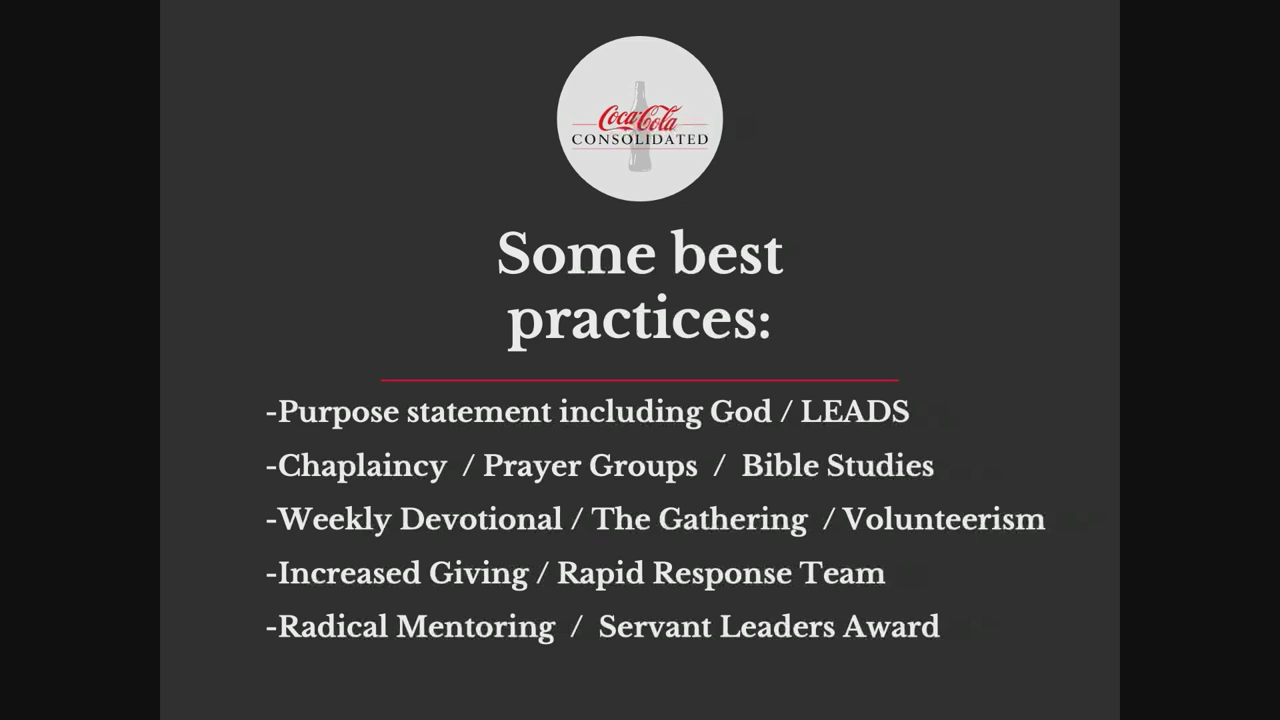 Coca-Cola
CONSOLIDATED
Some best
practices:
-Purpose statement including God / LEADS
-Chaplaincy / Prayer Groups / Bible Studies
-Weekly Devotional / The Gathering / Volunteerism
-Increased Giving / Rapid Response Team
-Radical Mentoring / Servant Leaders Award